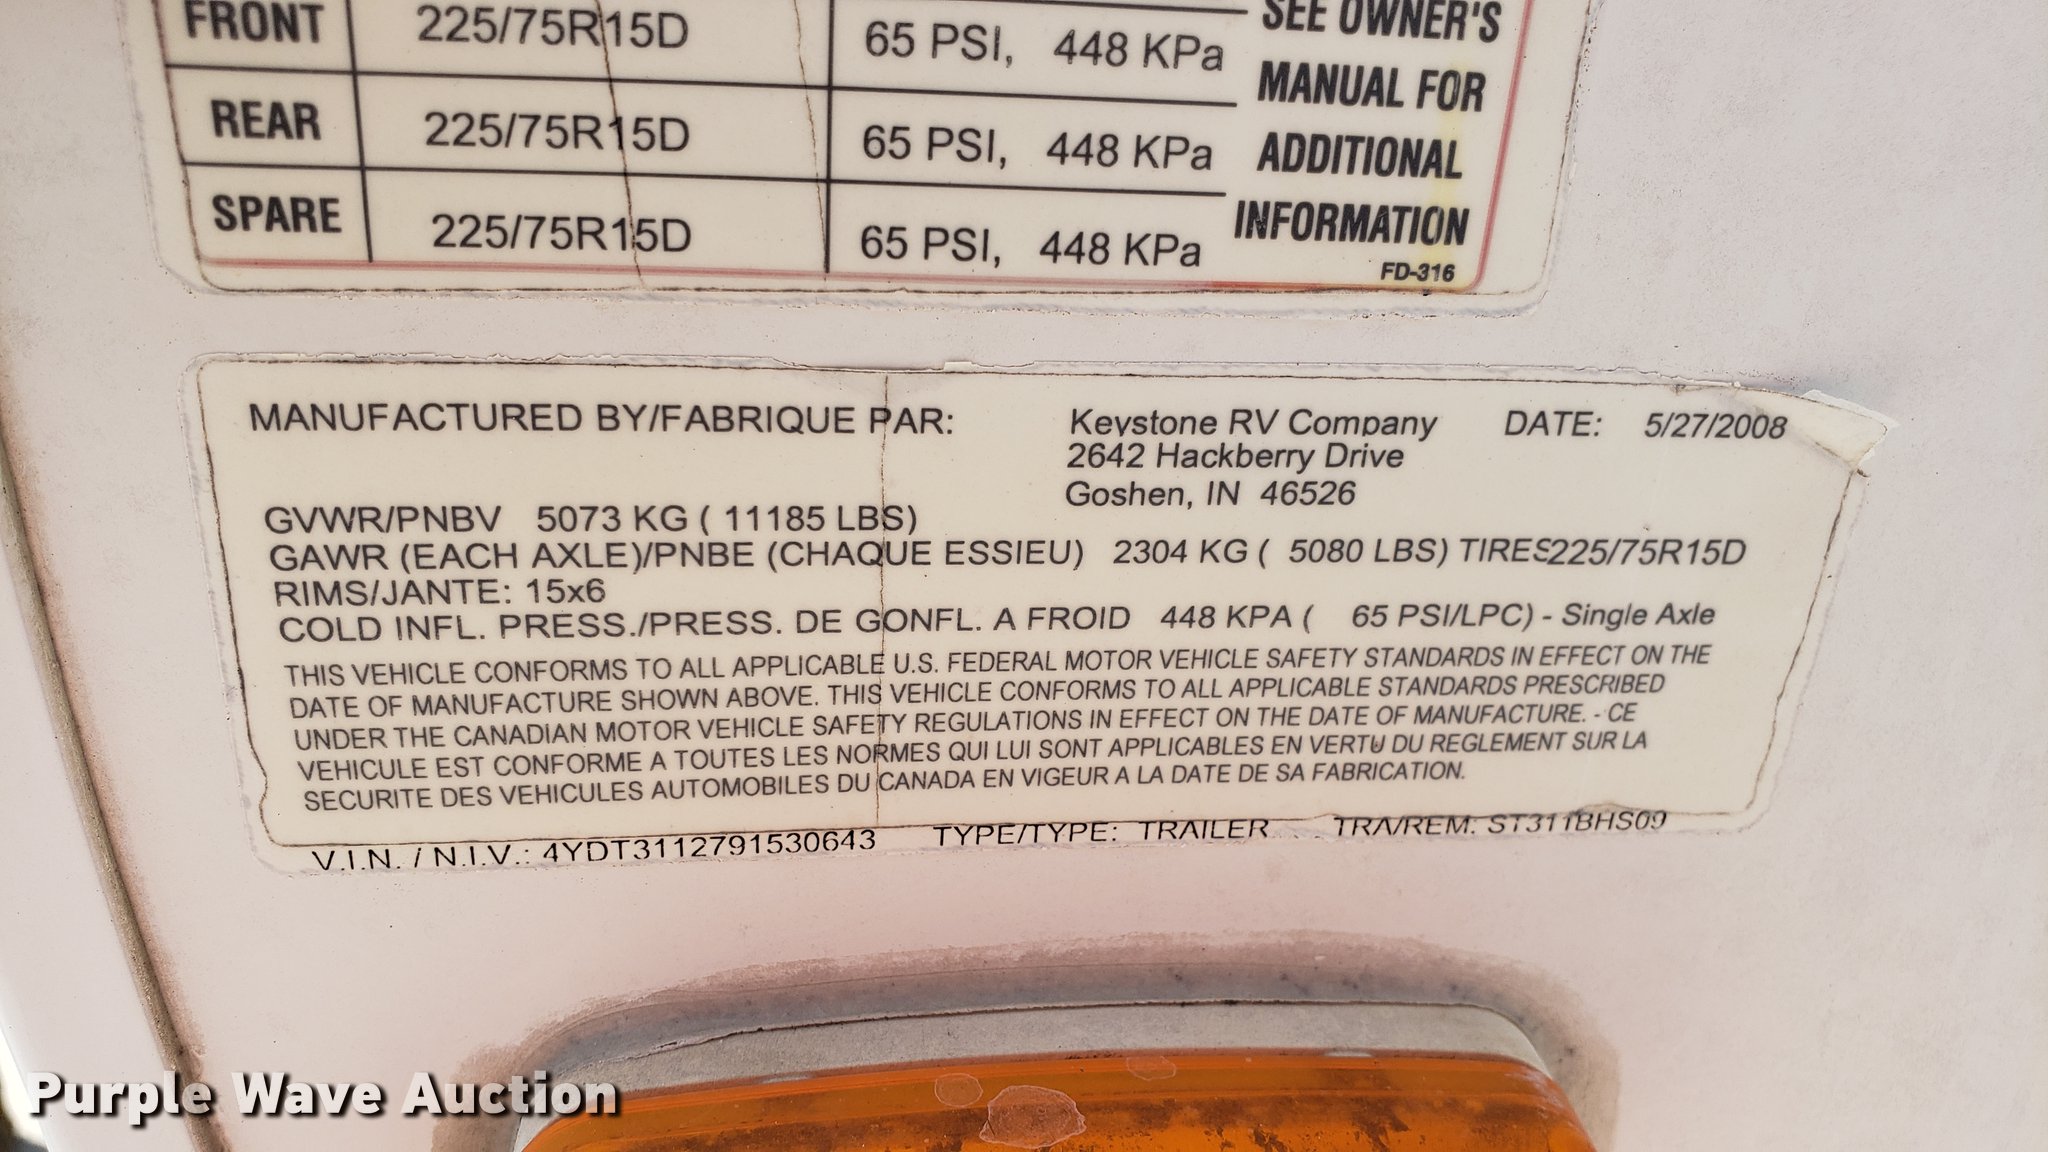 FRONT 225/75R15D 65 PSI, 448 KPa SEE OWNER'S
MANUAL FOR
REAR 225/75R15D 65 PSI, 448 KPa ADDITIONAL
SPARE 225/75R15D 65 PSI, 448 KPa INFORMATION
FD-316
MANUFACTURED BY/FABRIQUE PAR: Keystone RV Company DATE: 5/27/2008
2642 Hackberry Drive
Goshen, IN 46526
GVWR/PNBV 5073 KG ( 11185 LBS)
GAWR (EACH AXLE)/PNBE (CHAQUE ESSIEU) 2304 KG ( 5080 LBS) TIRES225/75R15D
RIMS/JANTE: 15x6
COLD INFL. PRESS./PRESS. DE GONFL. A FROID 448 KPA ( 65 PSI/LPC) - Single Axle
THIS VEHICLE CONFORMS TO ALL APPLICABLE U.S. FEDERAL MOTOR VEHICLE SAFETY STANDARDS IN EFFECT ON THE
DATE OF MANUFACTURE SHOWN ABOVE. THIS VEHICLE CONFORMS TO ALL APPLICABLE STANDARDS PRESCRIBED
UNDER THE CANADIAN MOTOR VEHICLE SAFETY REGULATIONS IN EFFECT ON THE DATE OF MANUFACTURE. - CE
VEHICULE EST CONFORME A TOUTES LES NORMES QUI LUI SONT APPLICABLES EN VERTU DU REGLEMENT SUR LA
SECURITE DES VEHICULES AUTOMOBILES DU CANADA EN VIGEUR A LA DATE DE SA FABRICATION.
V.I.N. / N.I.V.: 4YDT3112791530643 TYPE/TYPE: TRAILER TRA/REM: ST311BHS09
Purple Wave Auction